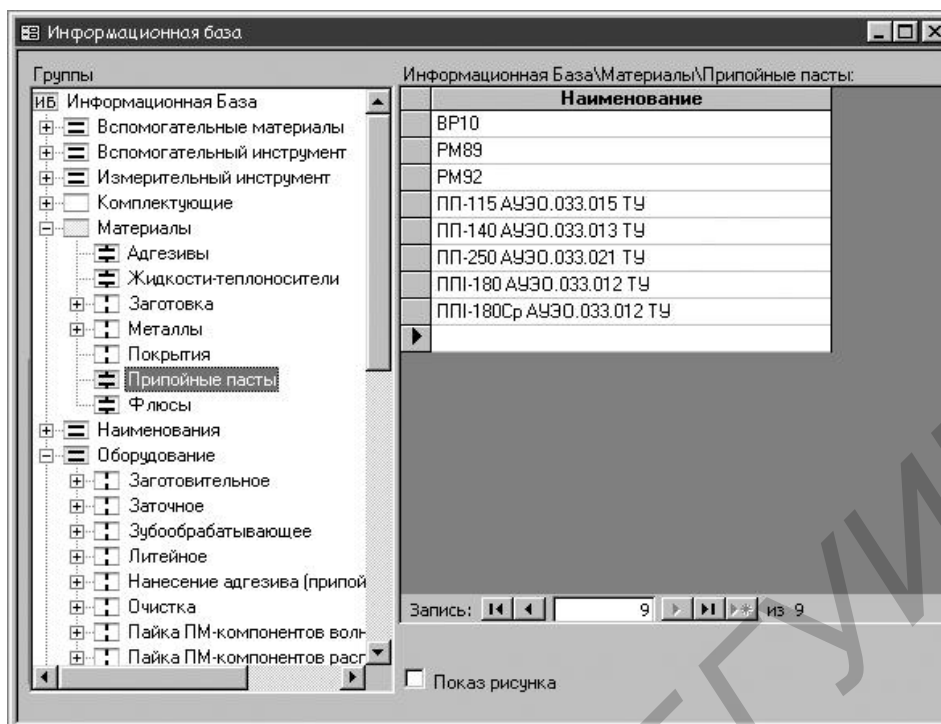 Информационная база
Группы
ИБ Информационная База
Вспомогательные материалы
Вспомогательный инструмент
Измерительный инструмент
Комплектующие
Материалы
Адгезивы
Жидкости-теплоносители
Заготовка
Металлы
Покрытия
Припойные пасты
Флюсы
Наименования
Оборудование
Заготовительное
Заточное
Зубообрабатывающее
Литейное
Нанесение адгезива (припой
Очистка
Пайка ПМ-компонентов волн
Пайка ПМ-компонентов расп
Информационная База\Материалы\Припойные пасты:
Наименование
BP10
PM89
PM92
ПП-115 АУЭО.033.015 ТУ
ПП-140 АУЭО.033.013 ТУ
ПП-250 АУЭО.033.021 ТУ
ППI-180 АУЭО.033.012 ТУ
ППI-180Ср АУЭО.033.012 ТУ
Запись: 9 из 9
Показ рисунка